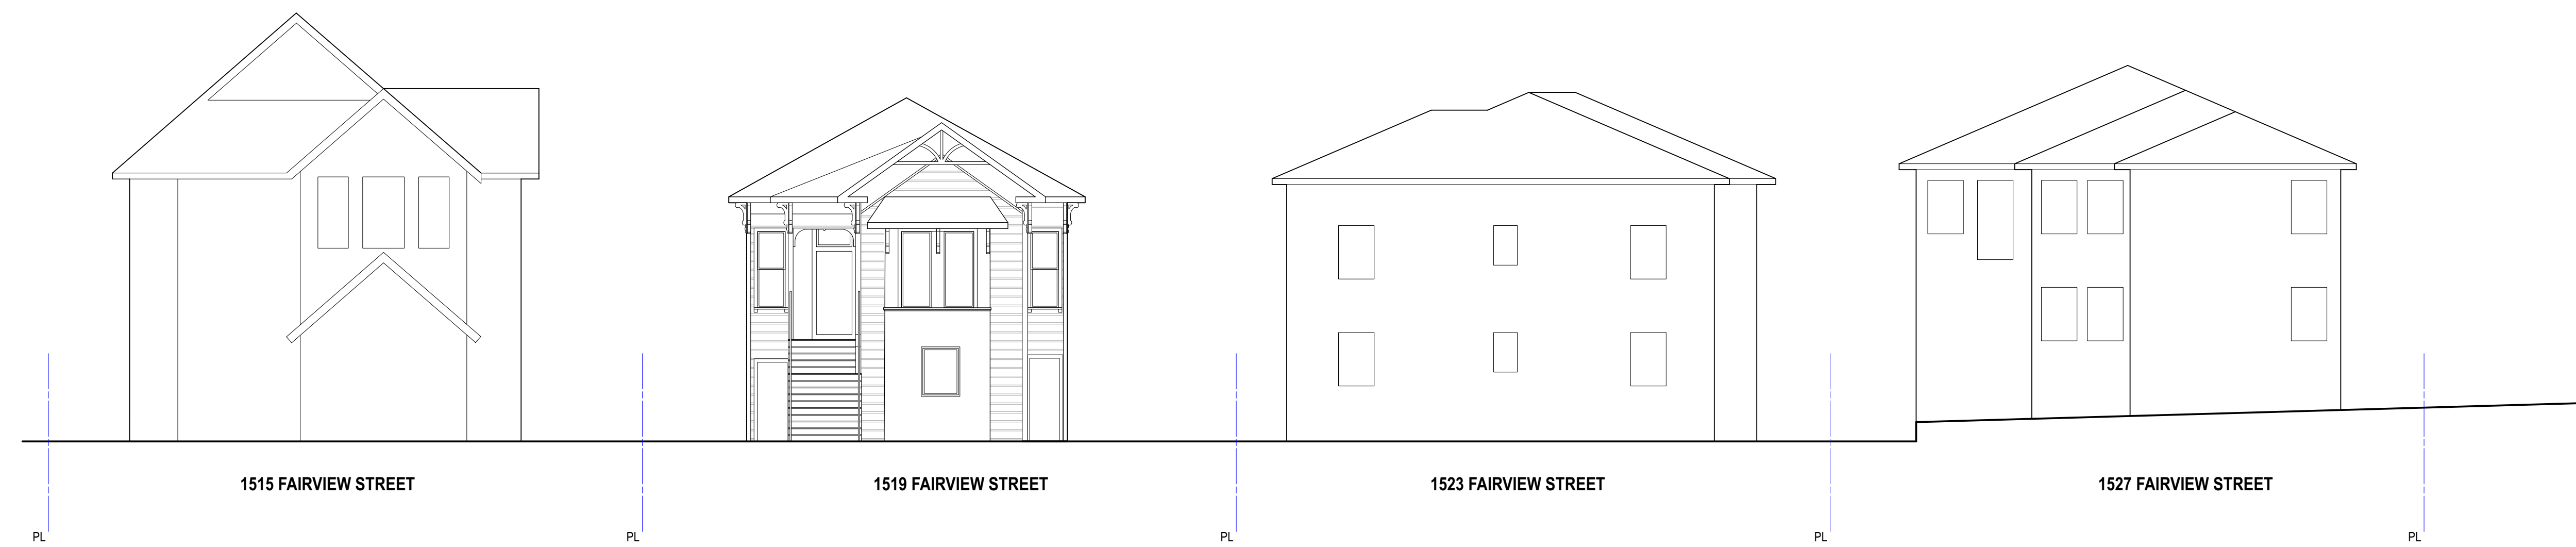 1515 FAIRVIEW STREET
1519 FAIRVIEW STREET
1523 FAIRVIEW STREET
1527 FAIRVIEW STREET
PL
PL
PL
PL
PL